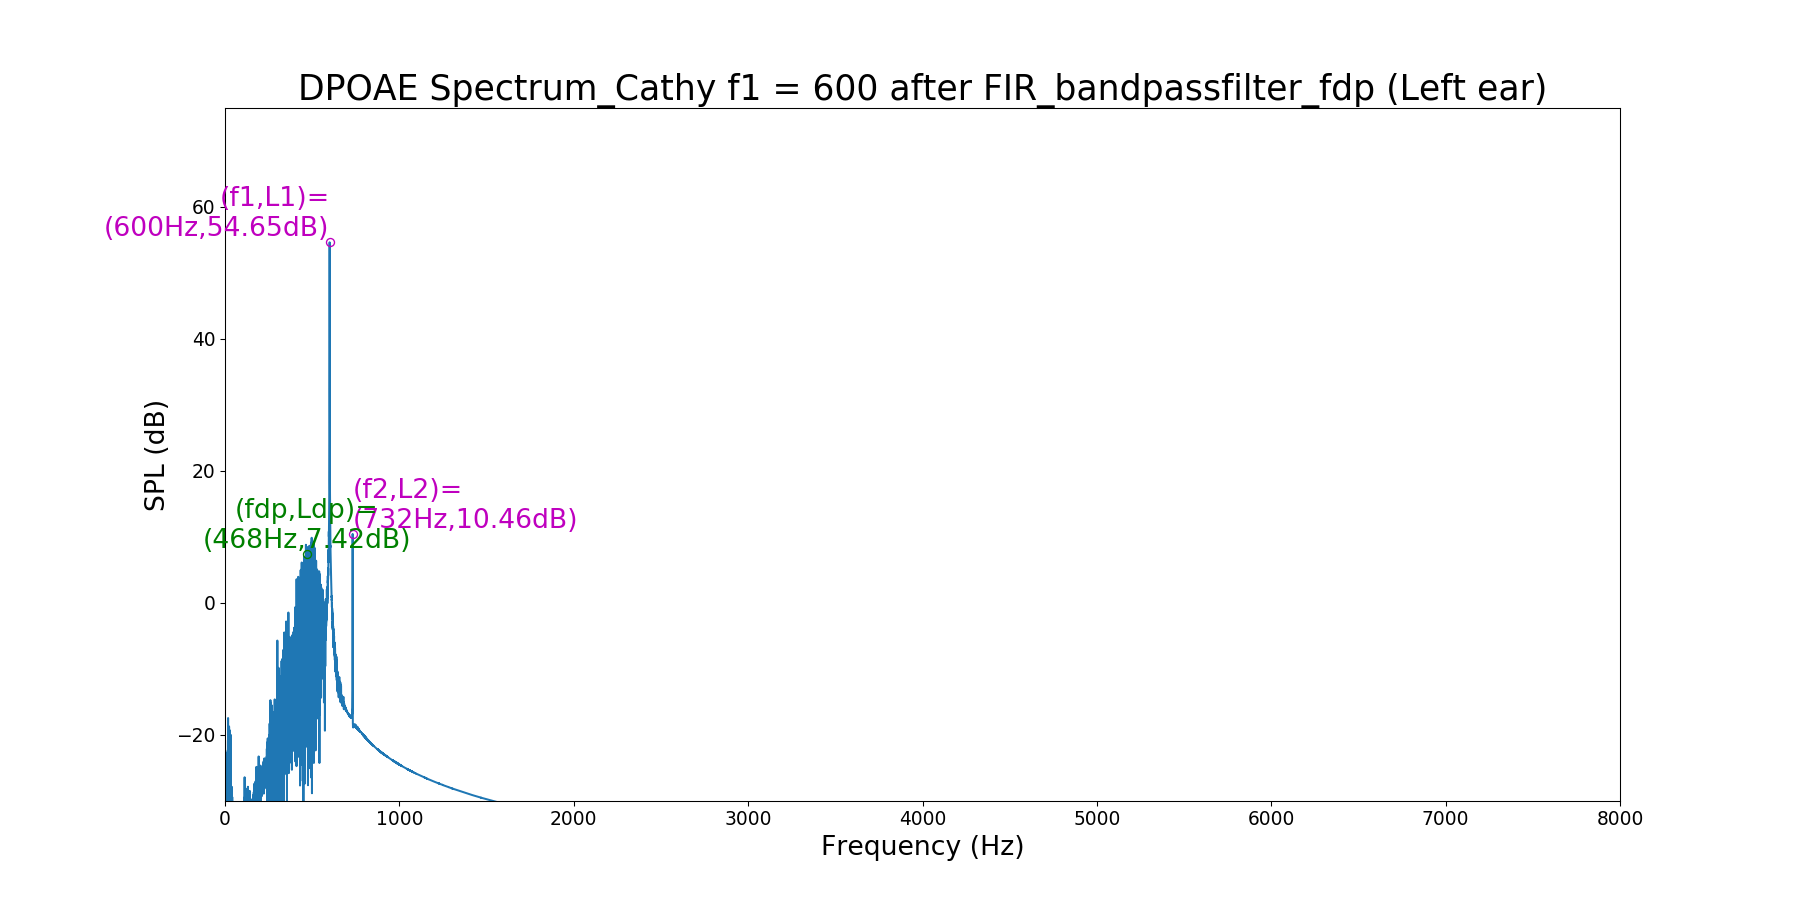 DPOAE Spectrum_Cathy f1 = 600 after FIR_bandpassfilter_fdp (Left ear)
(f1,L1)=
(600Hz,54.65dB)
(f2,L2)=
(732Hz,10.46dB)
(fdp,Ldp)=
(468Hz,7.42dB)
SPL (dB)
60
40
20
0
−20
0 1000 2000 3000 4000 5000 6000 7000 8000
Frequency (Hz)